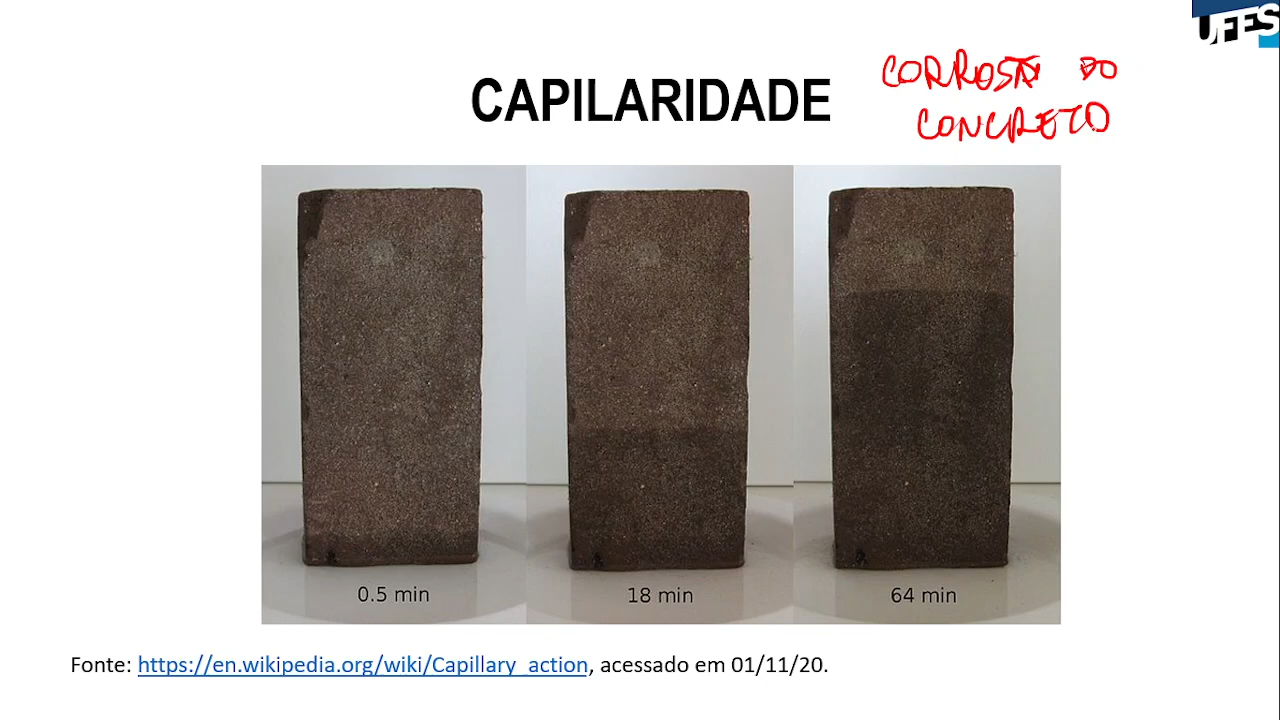 UFES
CAPILARIDADE
CORROSÃO DO
CONCRETO
0.5 min
18 min
64 min
Fonte: https://en.wikipedia.org/wiki/Capillary_action, acessado em 01/11/20.